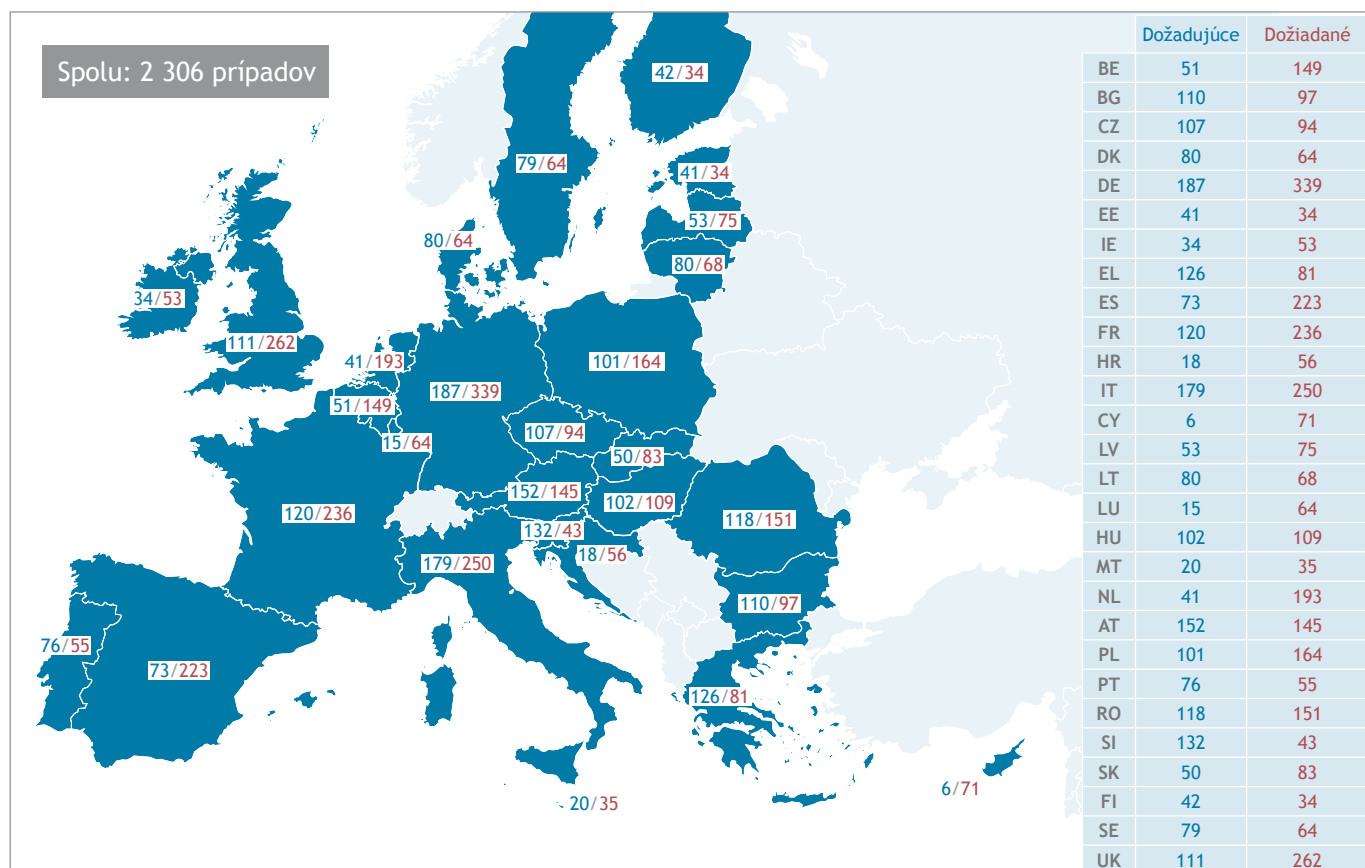 Spolu: 2 306 prípadov
42/34
79/64
41/34
53/75
80/64
80/68
34/53
111/262
41/193
101/164
187/339
51/149
107/94
15/64
50/83
152/145
102/109
120/236
118/151
132/43
18/56
179/250
110/97
76/55
73/223
126/81
6/71
20/35
Dožadujúce Dožiadané
BE 51 149
BG 110 97
CZ 107 94
DK 80 64
DE 187 339
EE 41 34
IE 34 53
EL 126 81
ES 73 223
FR 120 236
HR 18 56
IT 179 250
CY 6 71
LV 53 75
LT 80 68
LU 15 64
HU 102 109
MT 20 35
NL 41 193
AT 152 145
PL 101 164
PT 76 55
RO 118 151
SI 132 43
SK 50 83
FI 42 34
SE 79 64
UK 111 262